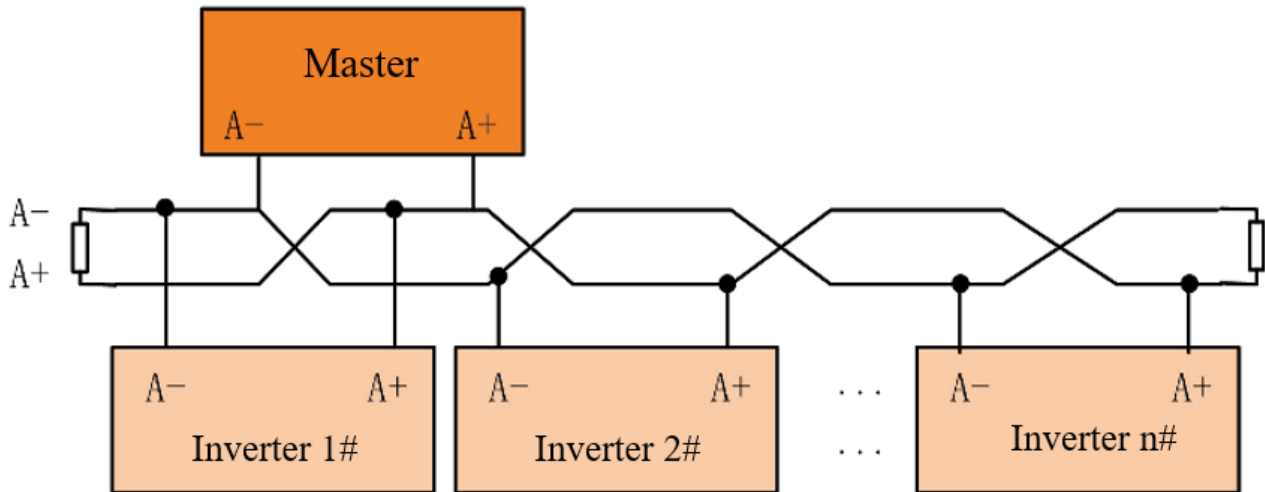 Master
A- A+
A-
A+
A- A+ A- A+ ... A- A+
Inverter 1# Inverter 2# ... Inverter n#